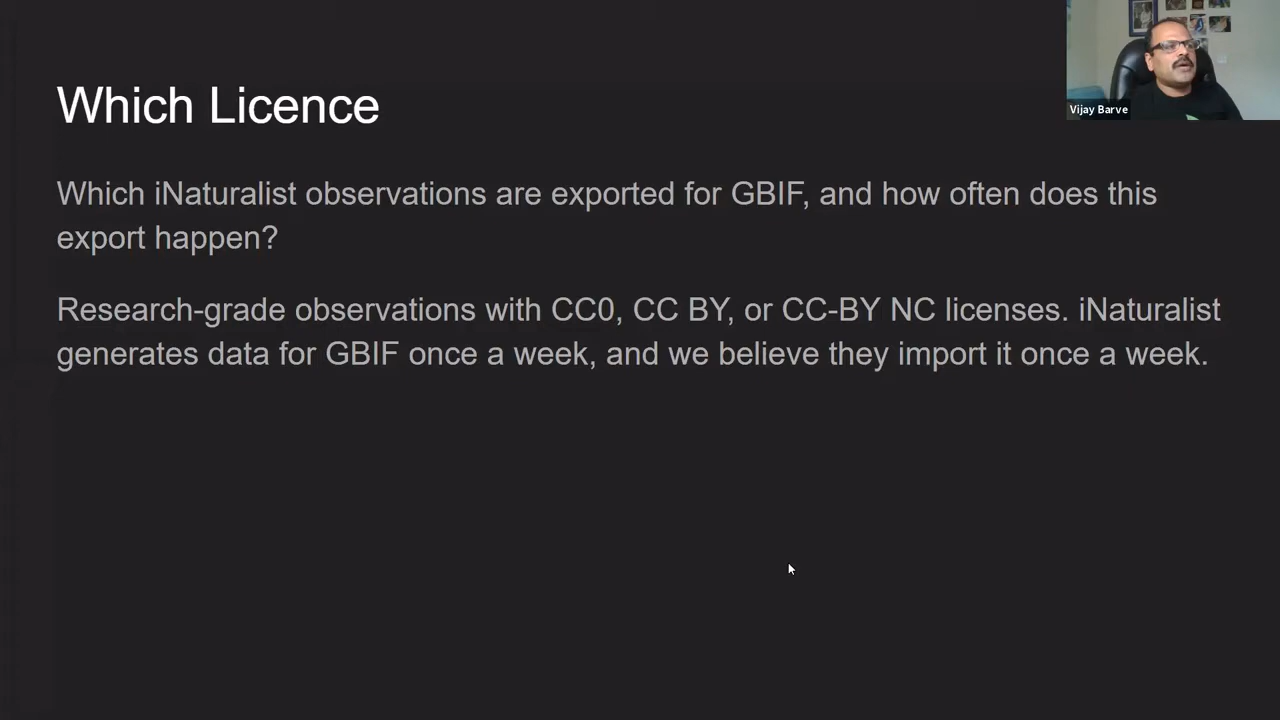 Vijay Barve
Which Licence
Which iNaturalist observations are exported for GBIF, and how often does this
export happen?
Research-grade observations with CC0, CC BY, or CC-BY NC licenses. iNaturalist
generates data for GBIF once a week, and we believe they import it once a week.